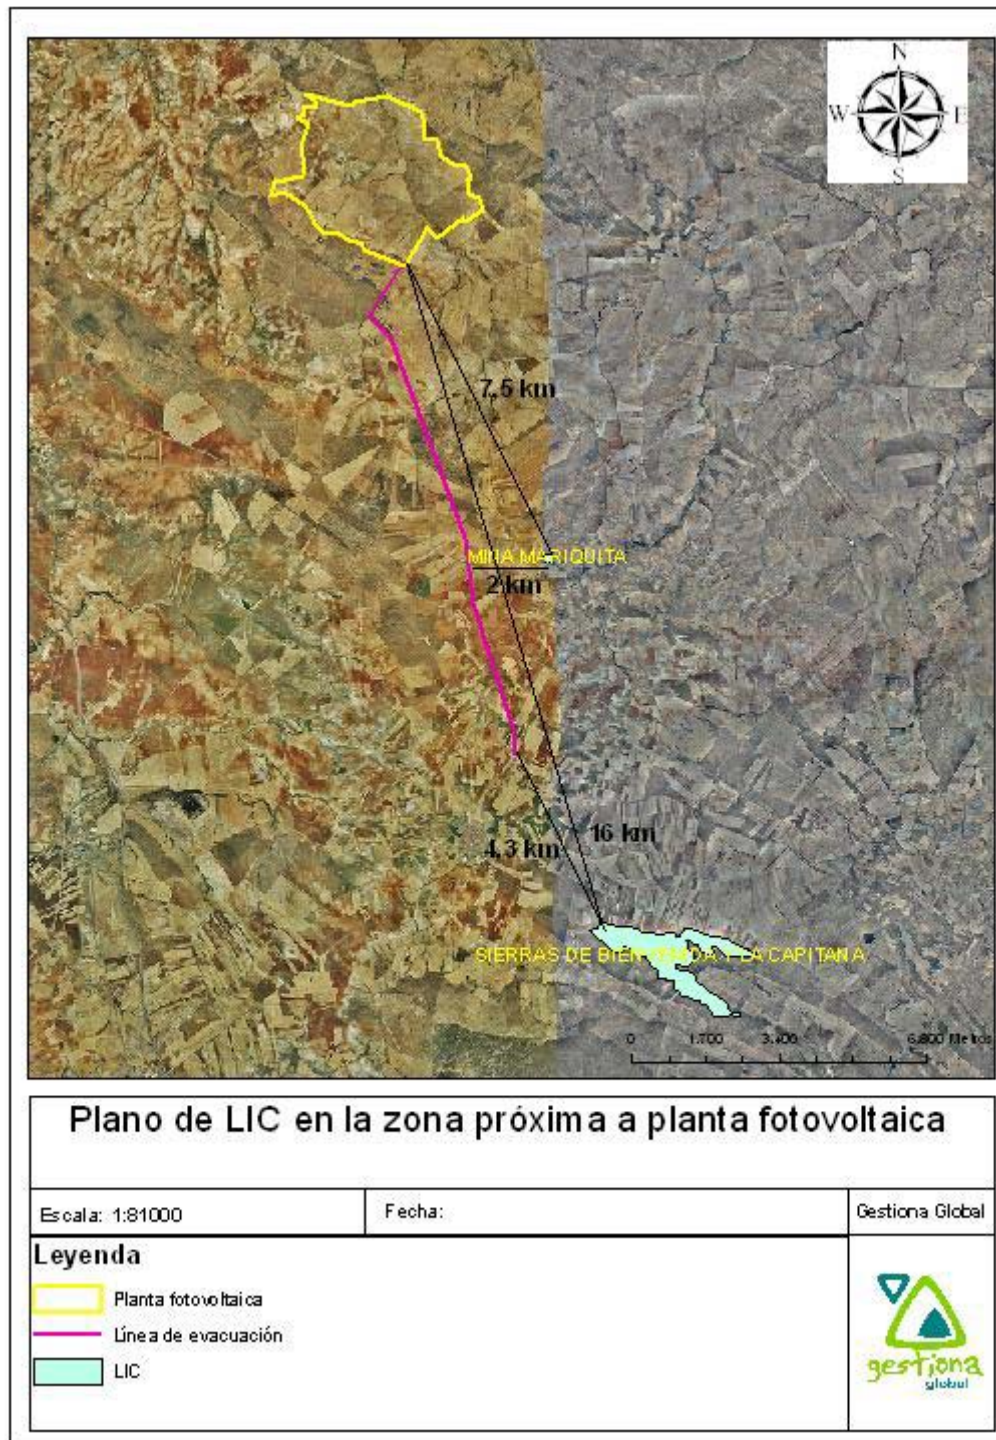 N
W E
S
7,5 km
MINA MARIQUITA
2 km
16 km
4,3 km
SIERRAS DE BIENVENIDA Y LA CAPITANA
0 1.700 3.400 6.800 Metros
Plano de LIC en la zona próxima a planta fotovoltaica
Escala: 1:81000
Fecha:
Gestiona Global
Leyenda
Planta fotovoltaica
Línea de evacuación
LIC
gestiona
global